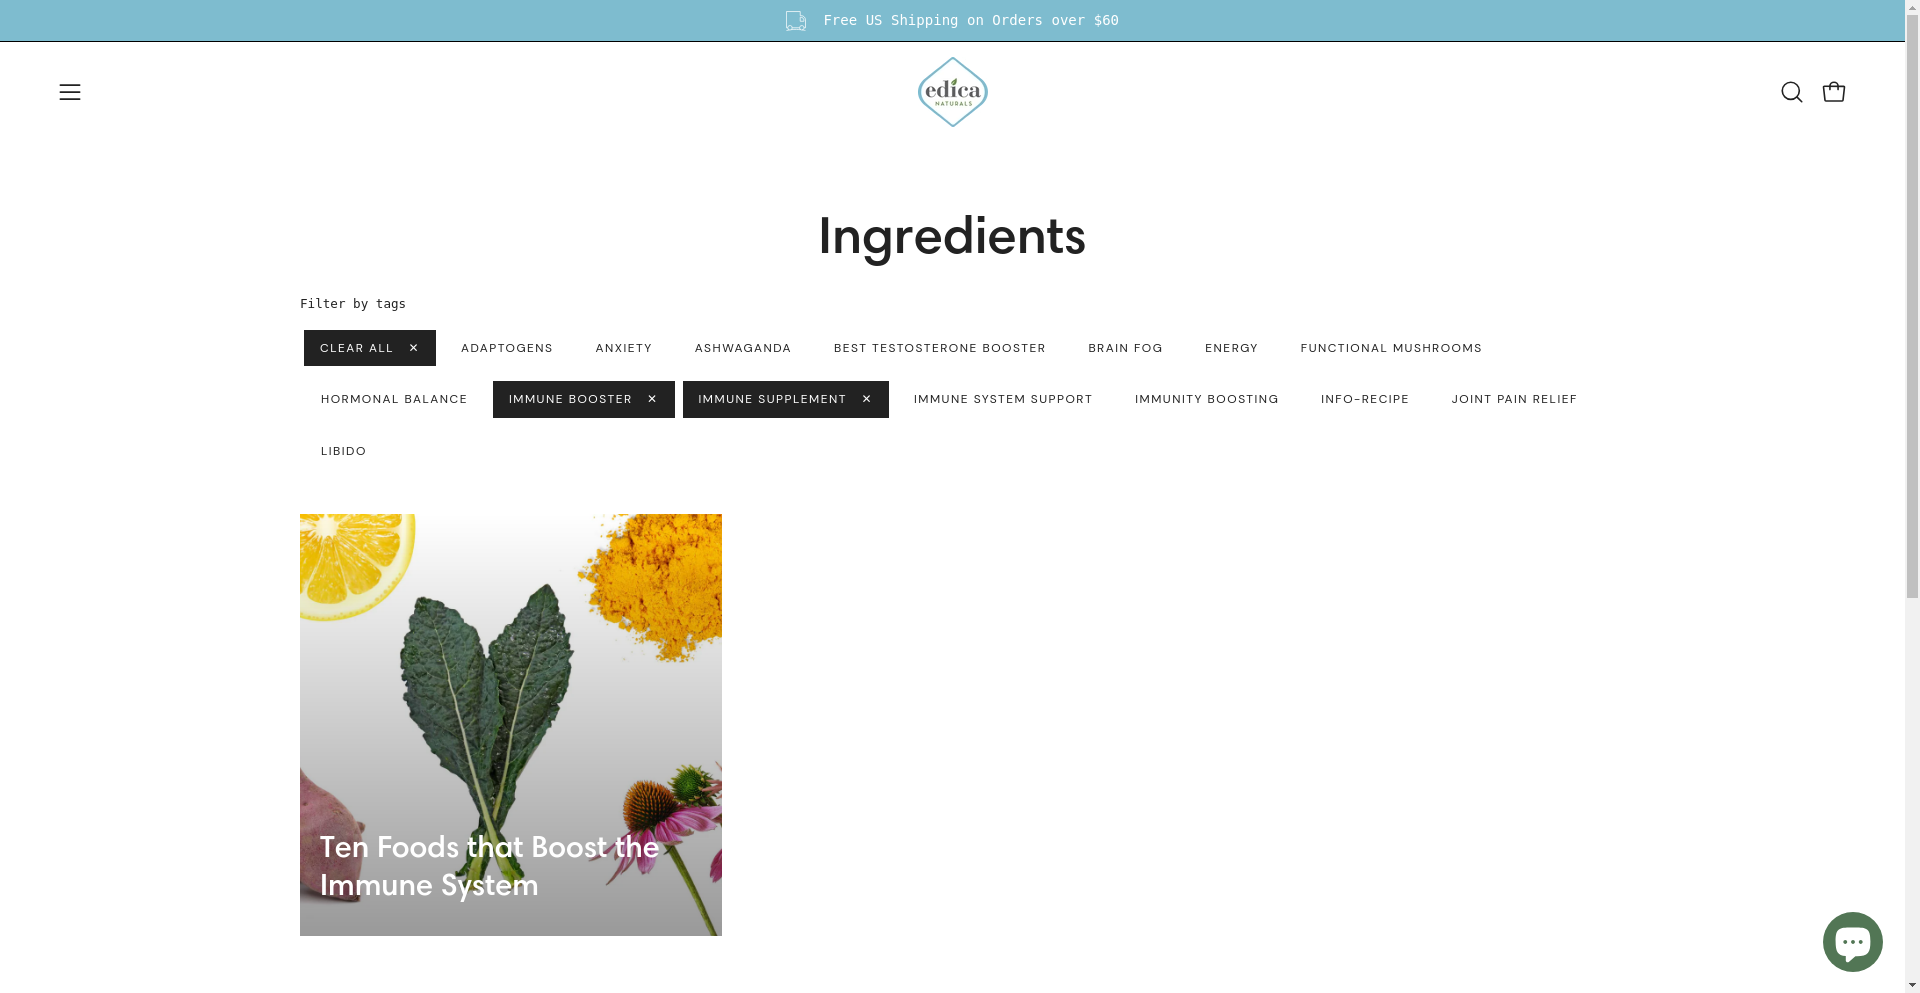 Free US Shipping on Orders over $60
edica
NATURALS
Ingredients
Filter by tags
CLEAR ALL ×
ADAPTOGENS
ANXIETY
ASHWAGANDA
BEST TESTOSTERONE BOOSTER
BRAIN FOG
ENERGY
FUNCTIONAL MUSHROOMS
HORMONAL BALANCE
IMMUNE BOOSTER ×
IMMUNE SUPPLEMENT ×
IMMUNE SYSTEM SUPPORT
IMMUNITY BOOSTING
INFO-RECIPE
JOINT PAIN RELIEF
LIBIDO
Ten Foods that Boost the
Immune System